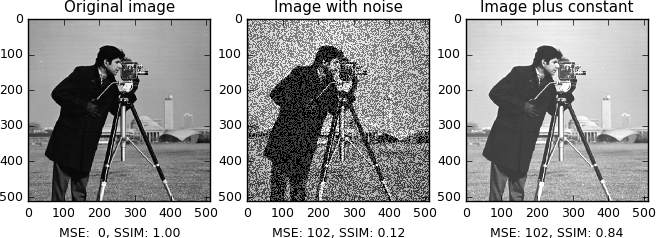 Original image
Image with noise
Image plus constant
0
100
200
300
400
500
0
100
200
300
400
500
0
100
200
300
400
500
0 100 200 300 400 500
0 100 200 300 400 500
0 100 200 300 400 500
MSE: 0, SSIM: 1.00
MSE: 102, SSIM: 0.12
MSE: 102, SSIM: 0.84